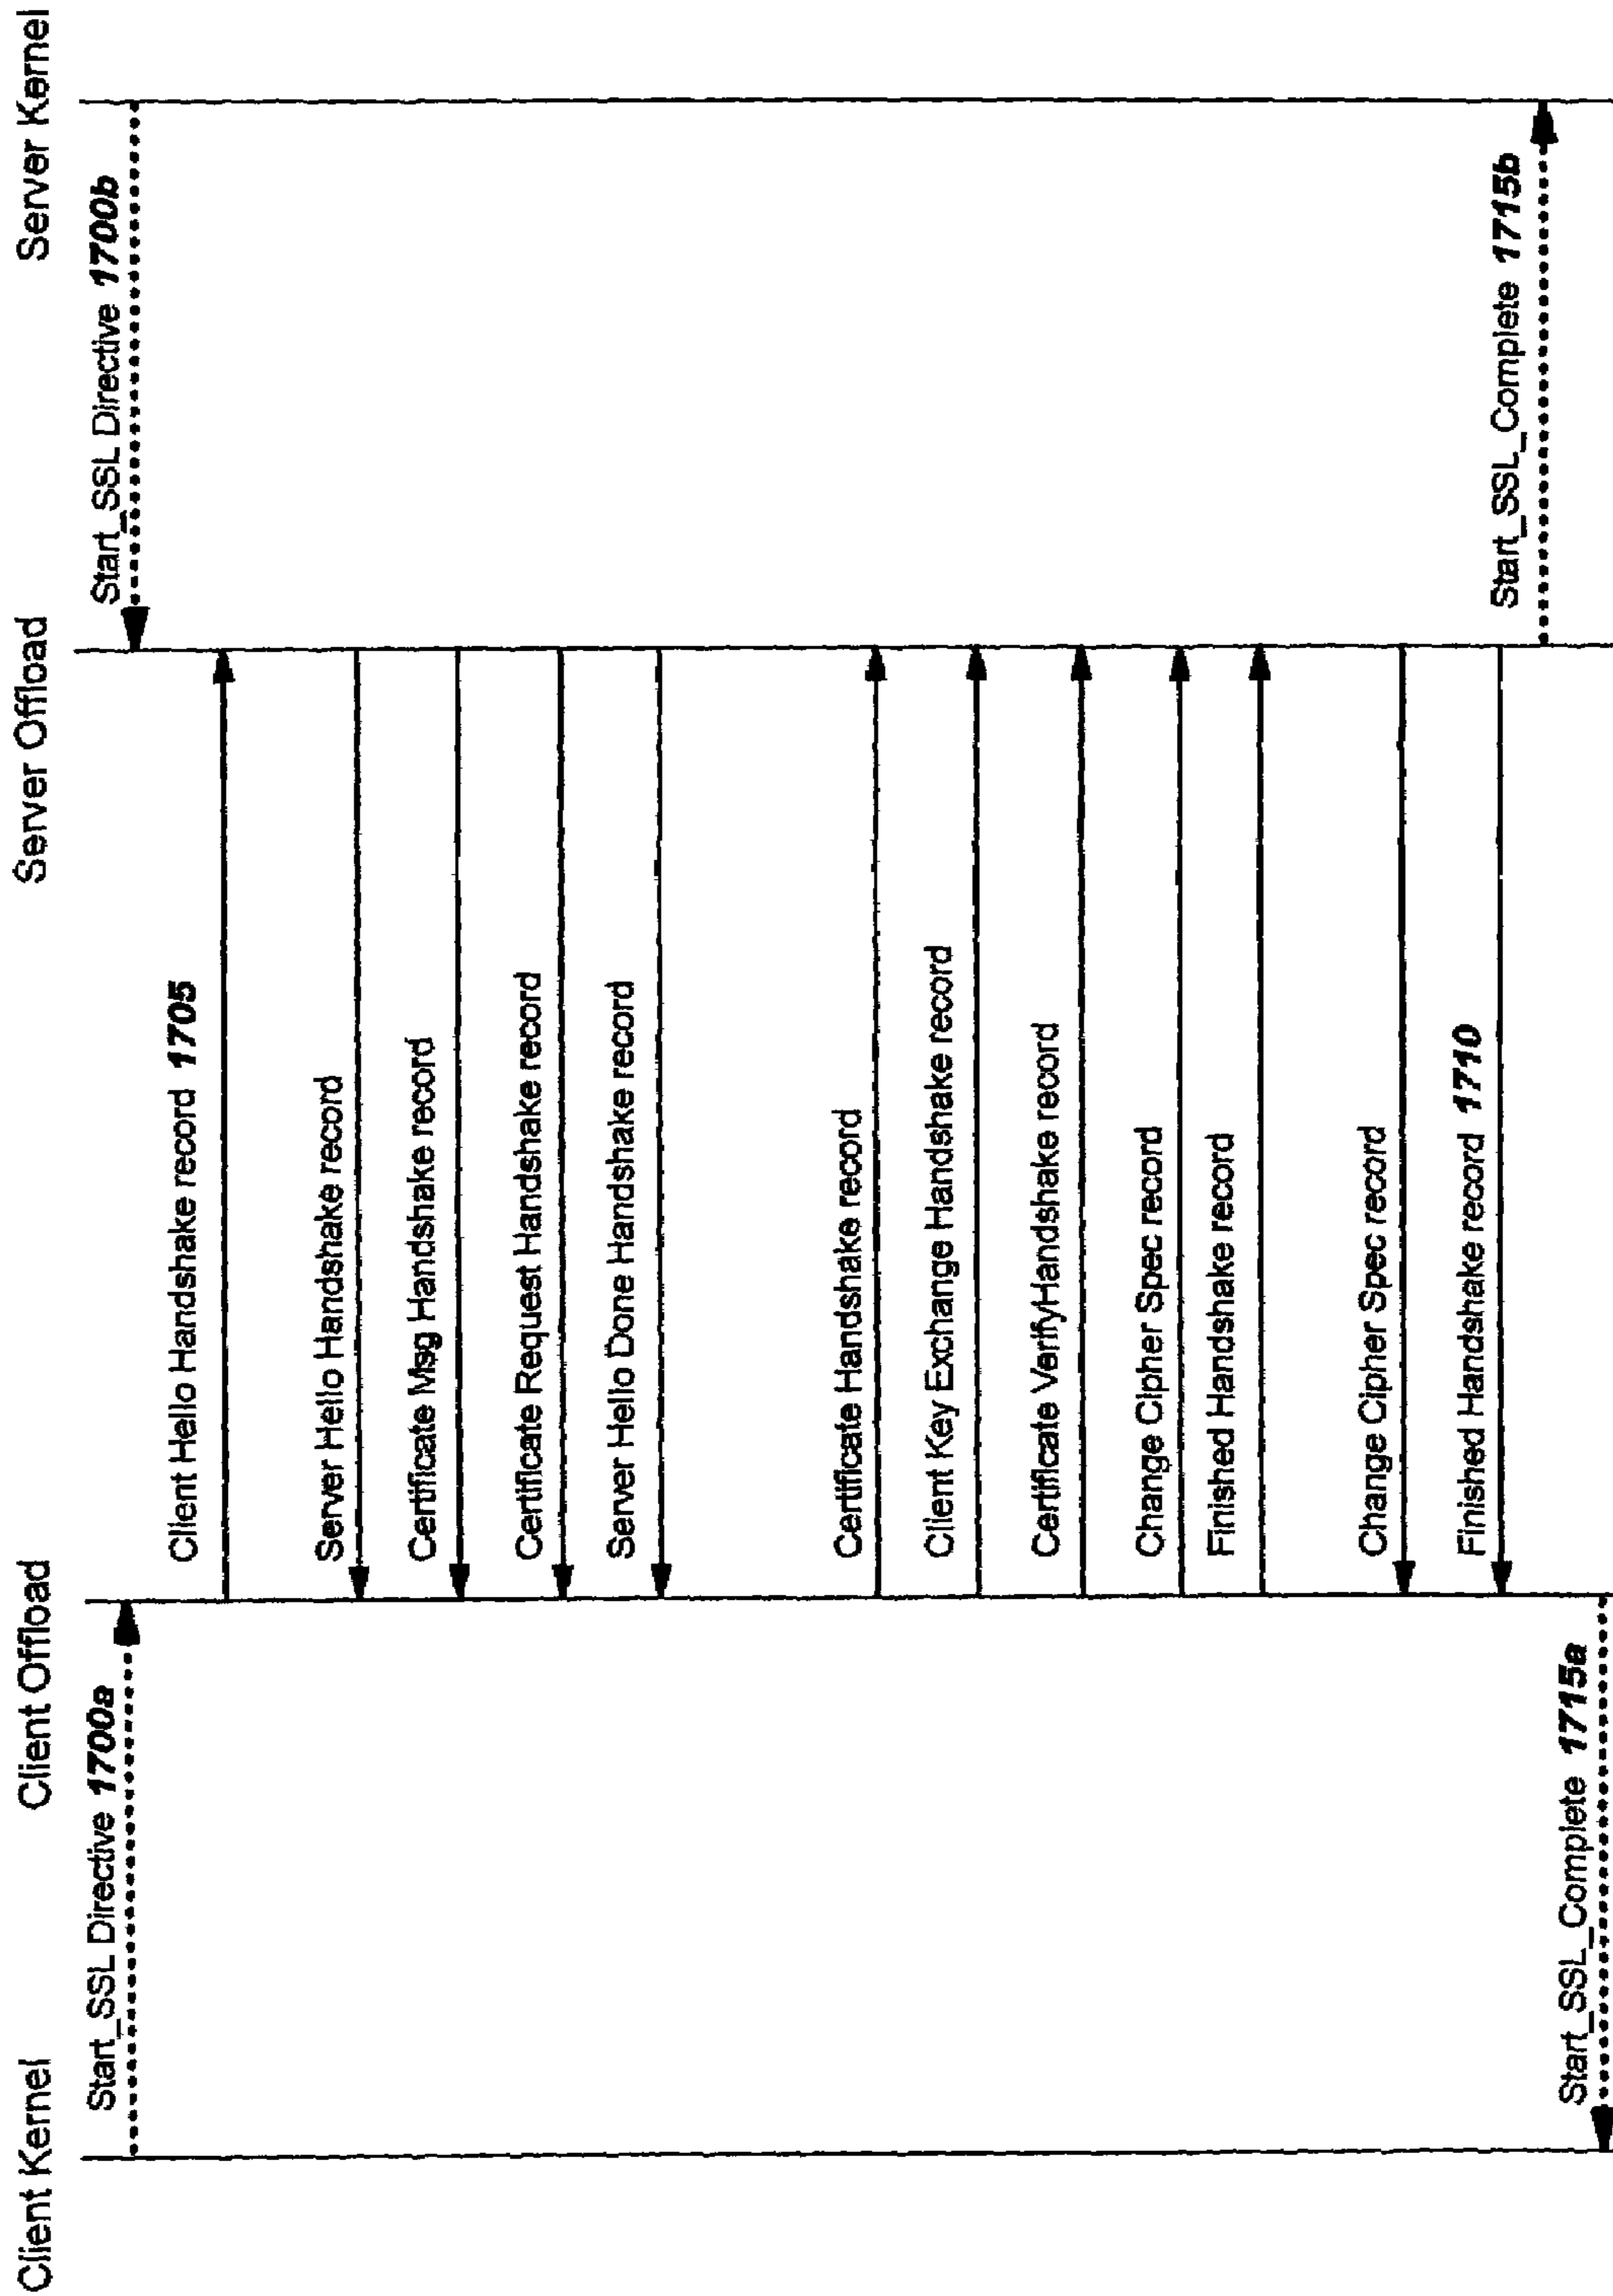 Client Kernel
Client Offload
Server Offload
Server Kernel
Start_SSL Directive 1700a
Start_SSL Directive 1700b
Client Hello Handshake record 1705
Server Hello Handshake record
Certificate Msg Handshake record
Certificate Request Handshake record
Server Hello Done Handshake record
Certificate Handshake record
Client Key Exchange Handshake record
Certificate VerifyHandshake record
Change Cipher Spec record
Finished Handshake record
Change Cipher Spec record
Finished Handshake record 1710
Start_SSL_Complete 1715b
Start_SSL_Complete 1715a